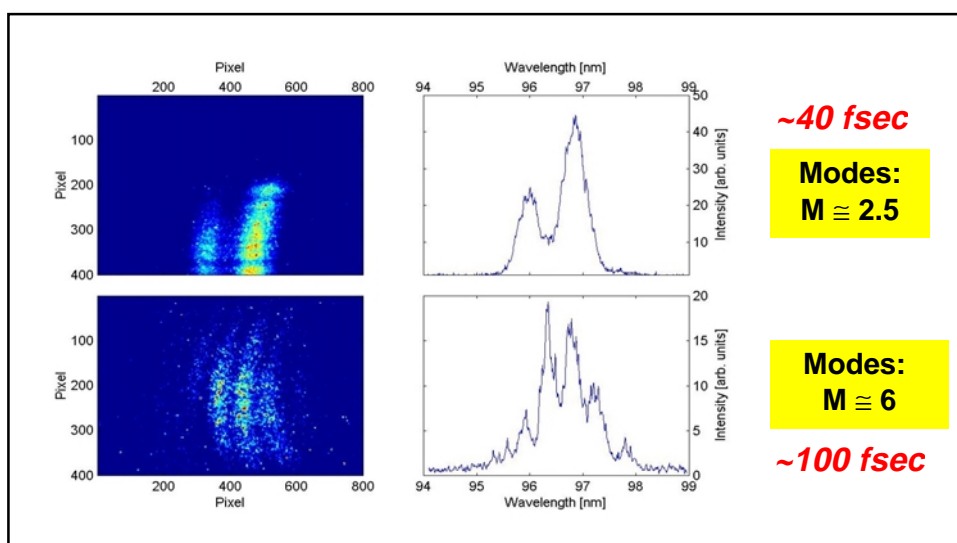 Pixel
200 400 600 800
Pixel
100
200
300
400
Wavelength [nm]
94 95 96 97 98 99
50
40
30
20
10
Intensity [arb. units]
~40 fsec
Modes:
M ≅ 2.5
Pixel
100
200
300
400
200 400 600 800
Pixel
20
15
10
5
0
Intensity [arb. units]
94 95 96 97 98 99
Wavelength [nm]
Modes:
M ≅ 6
~100 fsec